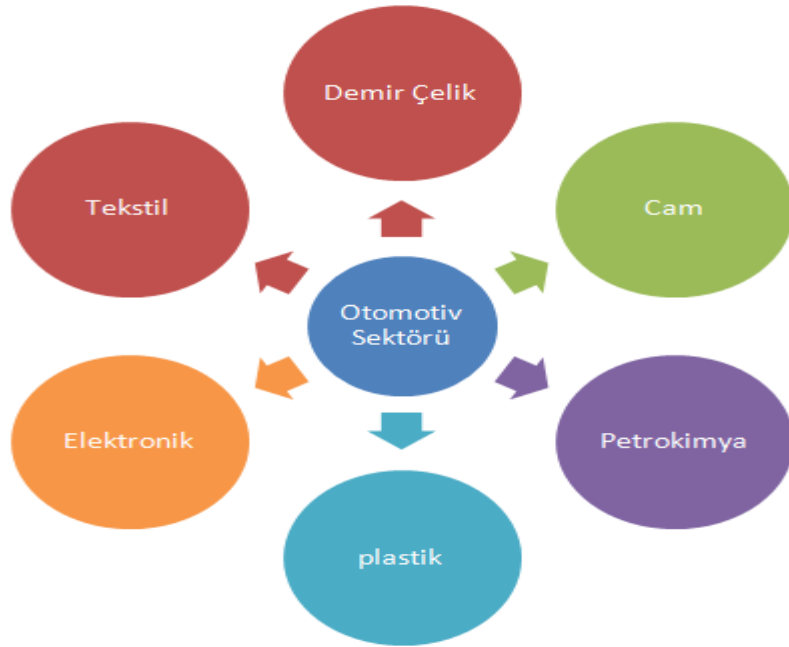 Demir Çelik
Tekstil
Cam
Otomotiv
Sektörü
Elektronik
Petrokimya
plastik